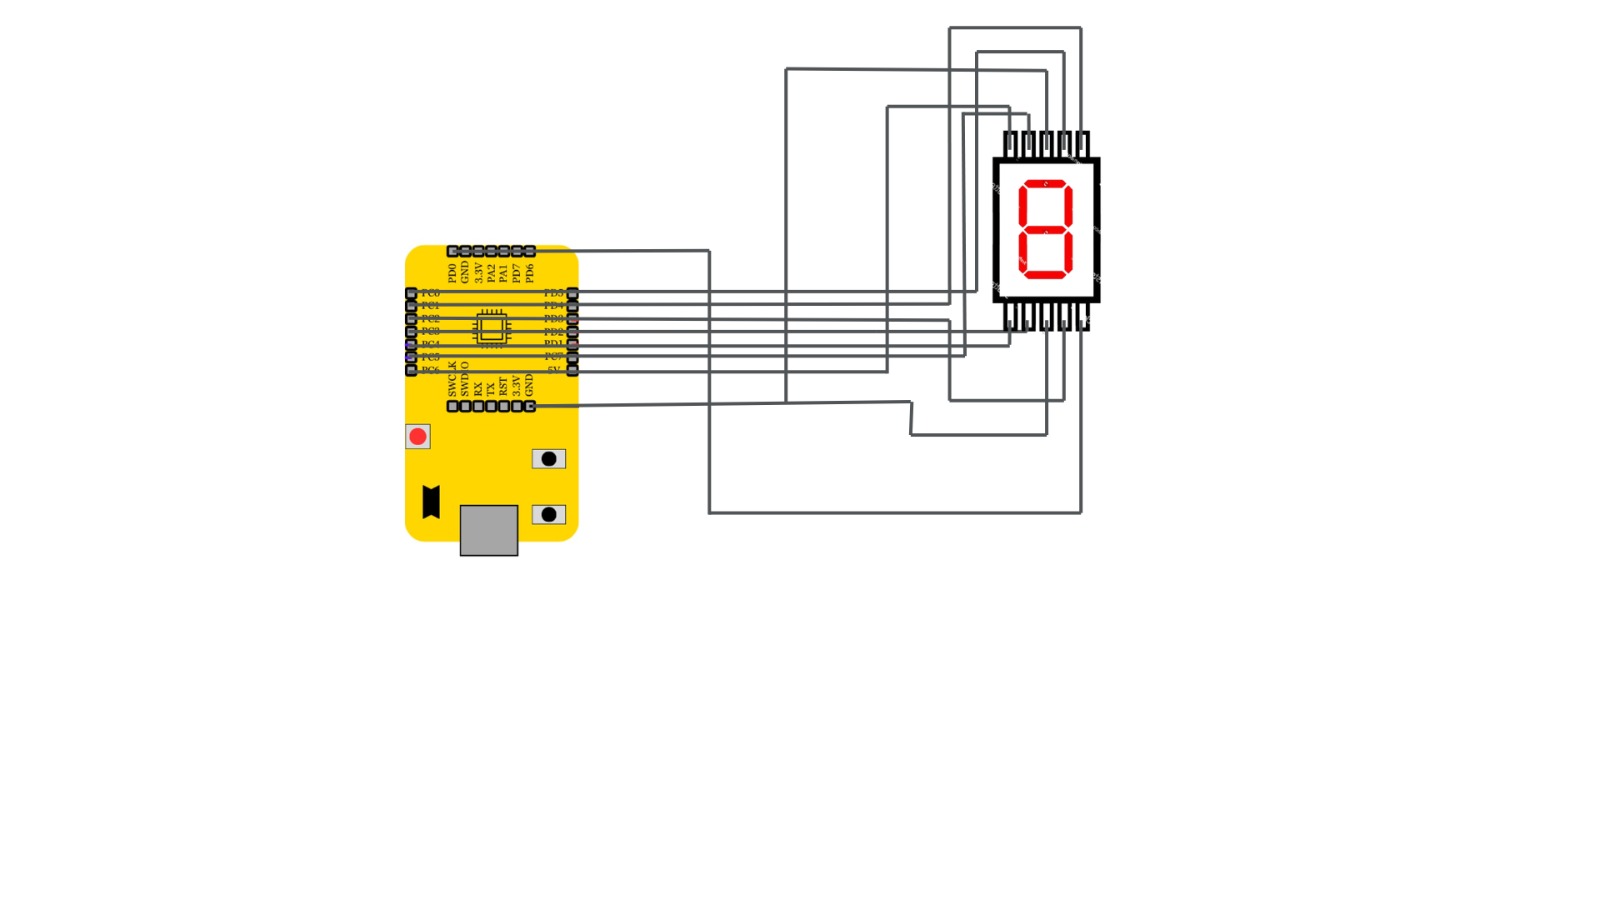 PD0 GND 3.3V PA2 PA1 PD7 PD6
PC0 PD5
PC1 PD4
PC2 PD3
PC3 PD2
PC4 PD1
PC5 PC7
PC6 5V
SWCLK SWDIO RX TX RST 3.3V GND